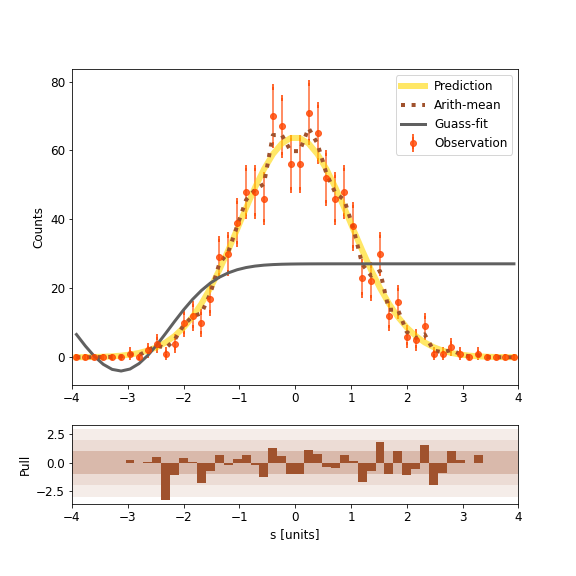 80
60
40
20
0
Counts
Prediction
Arith-mean
Guass-fit
Observation
−4 −3 −2 −1 0 1 2 3 4
2.5
0.0
−2.5
Pull
−4 −3 −2 −1 0 1 2 3 4
s [units]